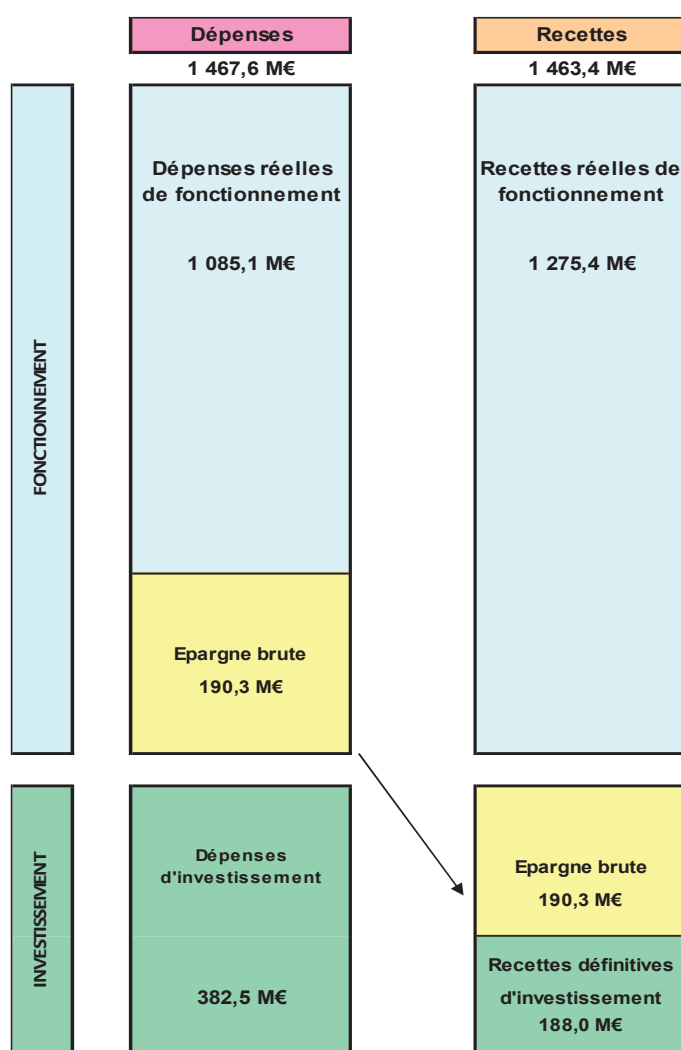 Dépenses
Recettes
1 467,6 M€
1 463,4 M€
FONCTIONNEMENT
Dépenses réelles
de fonctionnement
1 085,1 M€
Recettes réelles de
fonctionnement
1 275,4 M€
Epargne brute
190,3 M€
INVESTISSEMENT
Dépenses
d'investissement
382,5 M€
Epargne brute
190,3 M€
Recettes définitives
d'investissement
188,0 M€